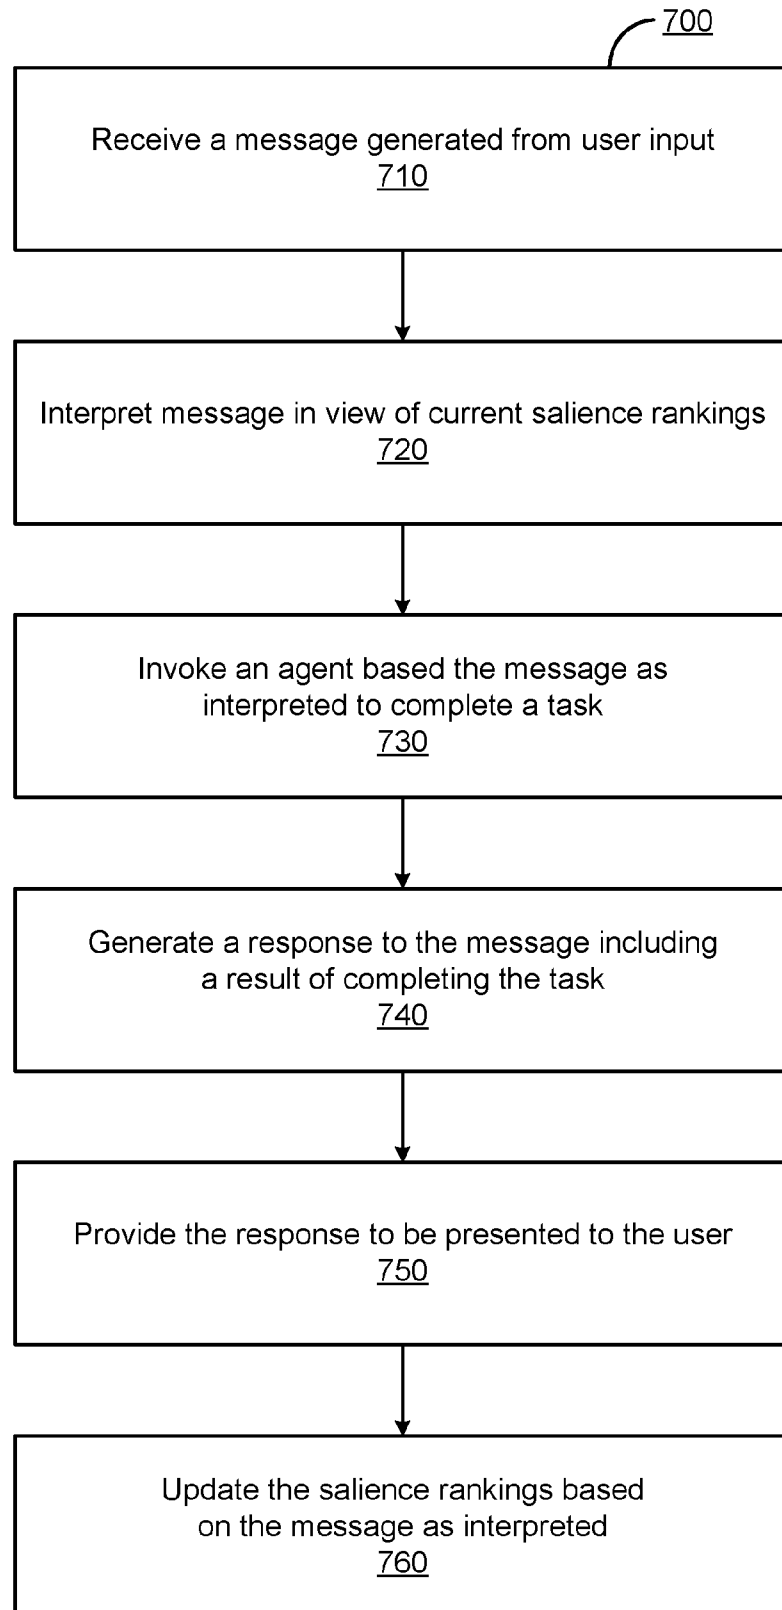 700
Receive a message generated from user input
710
Interpret message in view of current salience rankings
720
Invoke an agent based the message as
interpreted to complete a task
730
Generate a response to the message including
a result of completing the task
740
Provide the response to be presented to the user
750
Update the salience rankings based
on the message as interpreted
760